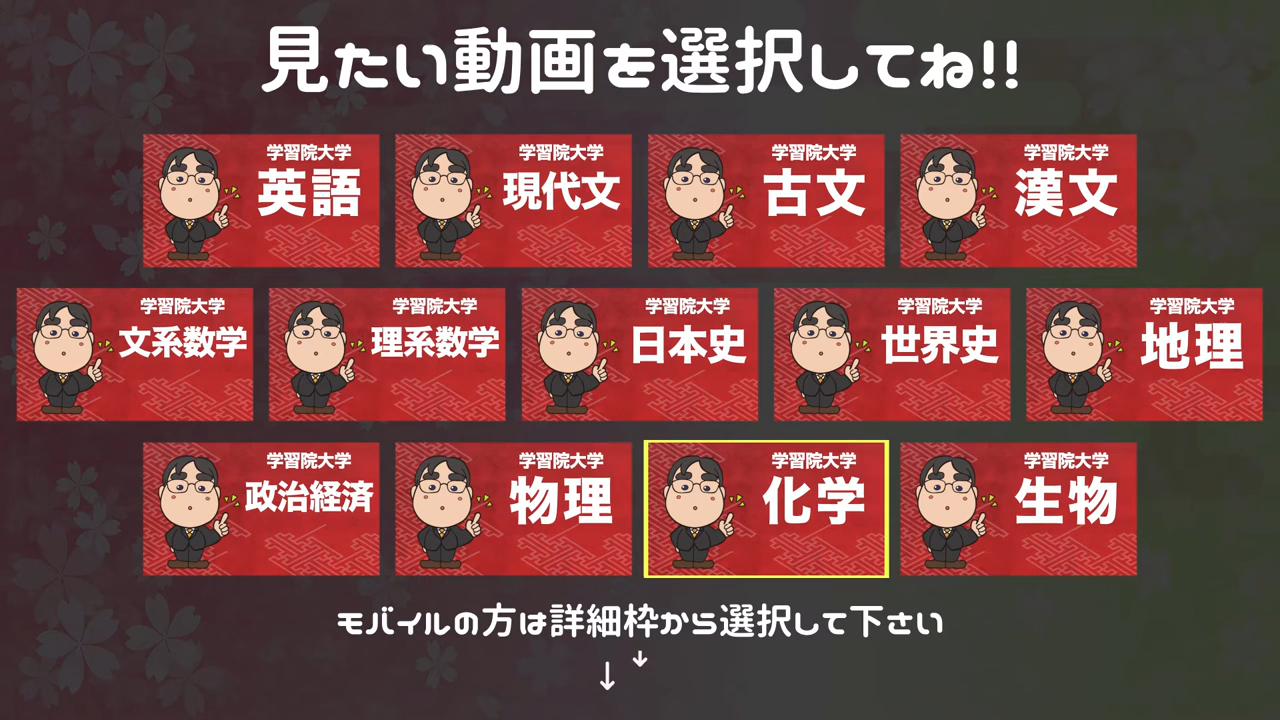 見たい動画を選択してね!!
学習院大学
英語
学習院大学
現代文
学習院大学
古文
学習院大学
漢文
学習院大学
文系数学
学習院大学
理系数学
学習院大学
日本史
学習院大学
世界史
学習院大学
地理
学習院大学
政治経済
学習院大学
物理
学習院大学
化学
学習院大学
生物
モバイルの方は詳細枠から選択して下さい
↓
↓